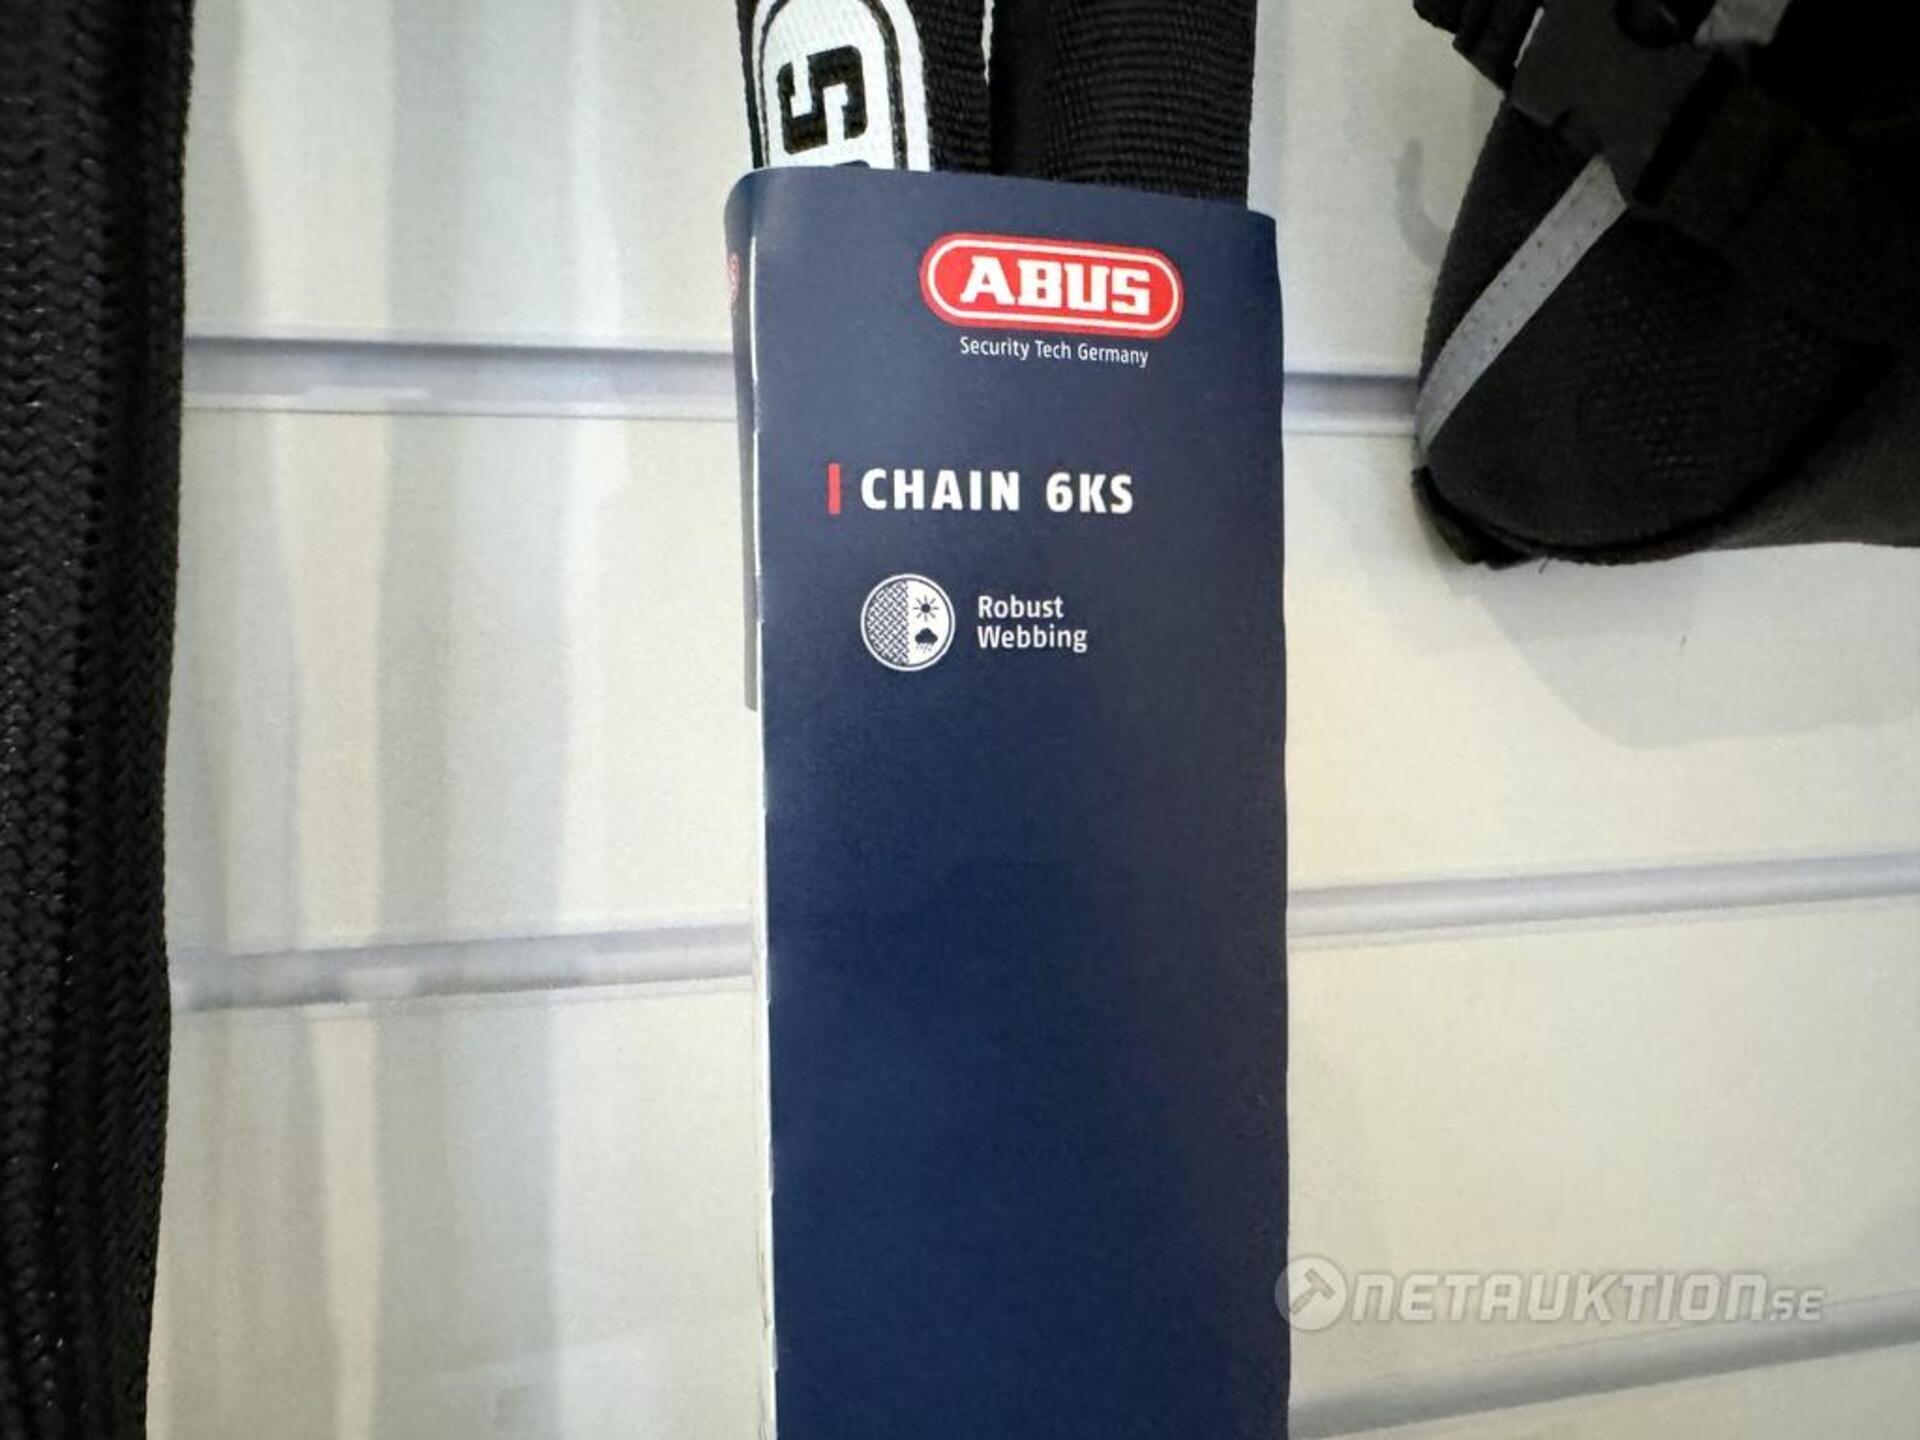 S
ABUS
Security Tech Germany
CHAIN 6KS
Robust
Webbing
NETAUKTION.SE